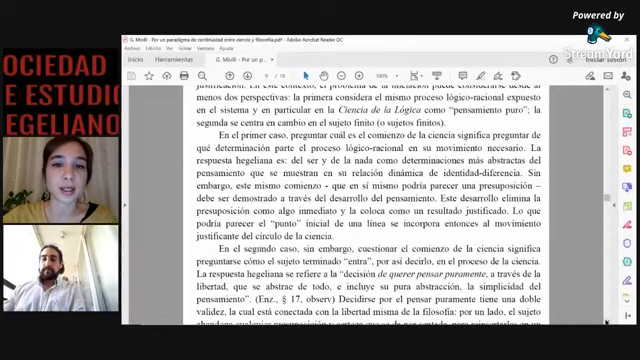 Powered by
StreamYard
G. Miolli - Por un paradigma de continuidad entre ciencia y filosofía.pdf - Adobe Acrobat Reader DC
Archivo Edición Ver Firmar Ventana Ayuda
Inicio Herramientas G. Miolli - Por un p... Iniciar sesión
OCIEDAD
E ESTUDIO
EGELIANO
justificación. En este contexto, el problema de la iniciación puede considerarse desde al
menos dos perspectivas: la primera considera el mismo proceso lógico-racional expuesto
en el sistema y en particular en la Ciencia de la Lógica como “pensamiento puro”; la
segunda se centra en cambio en el sujeto finito (o sujetos finitos).
En el primer caso, preguntar cuál es el comienzo de la ciencia significa preguntar de
qué determinación parte el proceso lógico-racional en su movimiento necesario. La
respuesta hegeliana es: del ser y de la nada como determinaciones más abstractas del
pensamiento que se muestran en su relación dinámica de identidad-diferencia. Sin
embargo, este mismo comienzo - que en sí mismo podría parecer una presuposición –
debe ser demostrado a través del desarrollo del pensamiento. Este desarrollo elimina la
presuposición como algo inmediato y la coloca como un resultado justificado. Lo que
podría parecer el “punto” inicial de una línea se incorpora entonces al movimiento
justificante del círculo de la ciencia.
En el segundo caso, sin embargo, cuestionar el comienzo de la ciencia significa
preguntarse cómo el sujeto terminado “entra”, por así decirlo, en el proceso de la ciencia.
La respuesta hegeliana se refiere a la “decisión de querer pensar puramente, a través de la
libertad, que se abstrae de todo, e incluye su pura abstracción, la simplicidad del
pensamiento”. (Enz., § 17, observ) Decidirse por el pensar puramente tiene una doble
validez, la cual está conectada con la libertad misma de la filosofía: por un lado, el sujeto